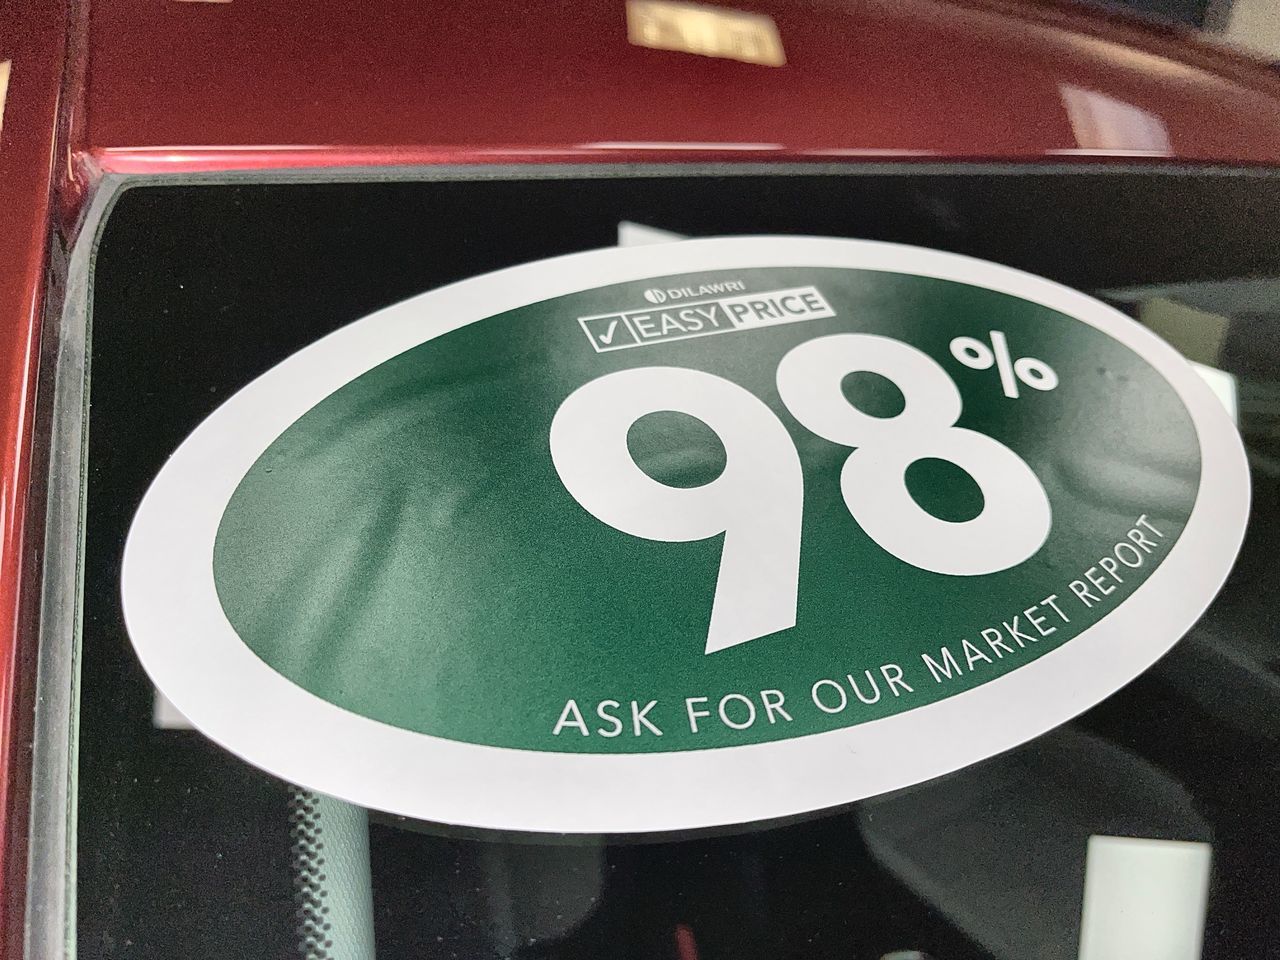 DILAWRI
EASY PRICE
98%
ASK FOR OUR MARKET REPORT